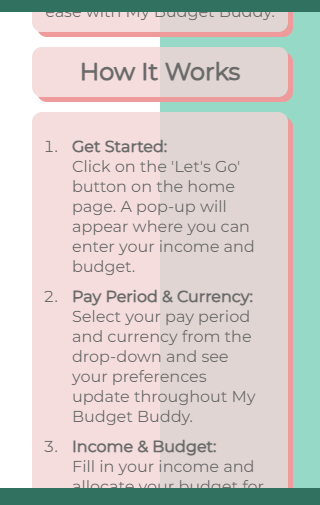 ease with My Budget Buddy.
How It Works
1. Get Started:
Click on the 'Let's Go'
button on the home
page. A pop-up will
appear where you can
enter your income and
budget.
2. Pay Period & Currency:
Select your pay period
and currency from the
drop-down and see
your preferences
update throughout My
Budget Buddy.
3. Income & Budget:
Fill in your income and
allocate your budget for